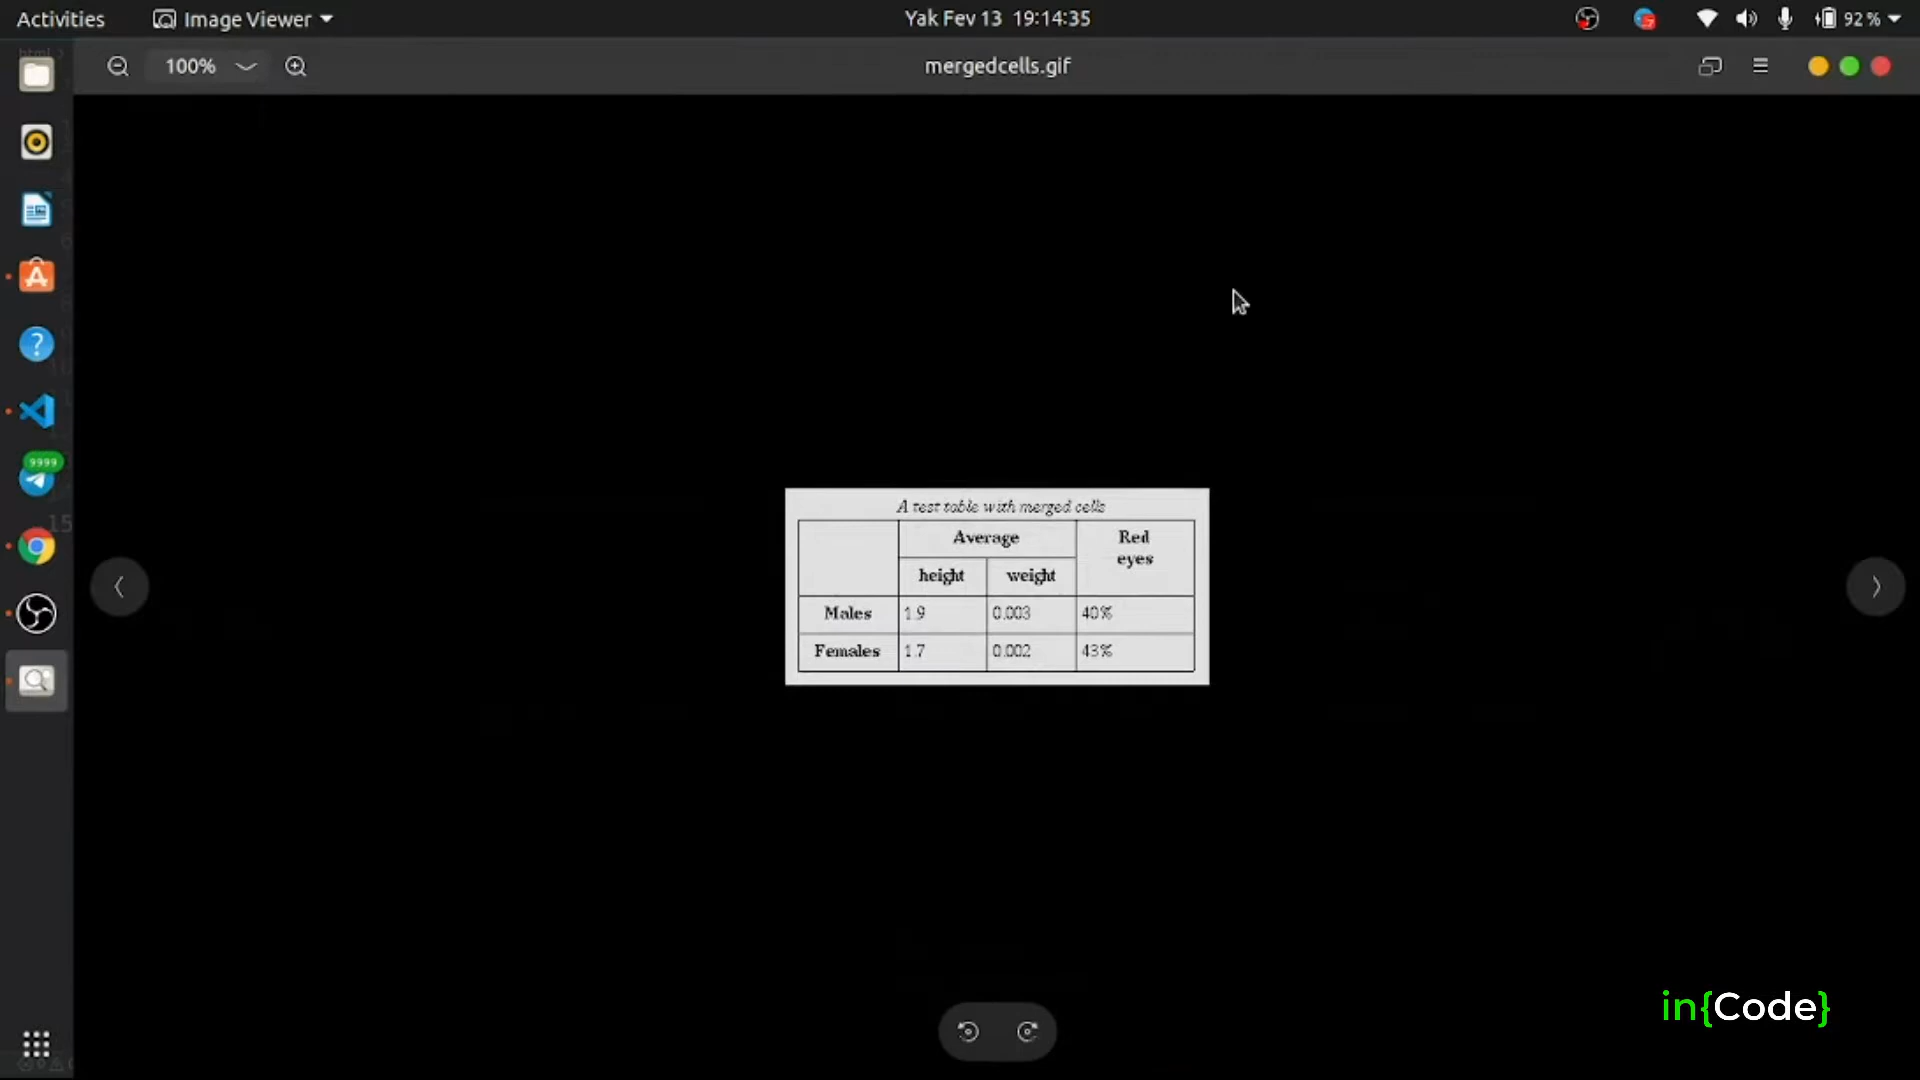 Activities
Image Viewer
Yak Fev 13 19:14:35
92 %
100%
mergedcells.gif
9999
15
A test table with merged cells
Average
Red
eyes
height
weight
Males
1.9
0.003
40%
Females
1.7
0.002
43%
in{Code}